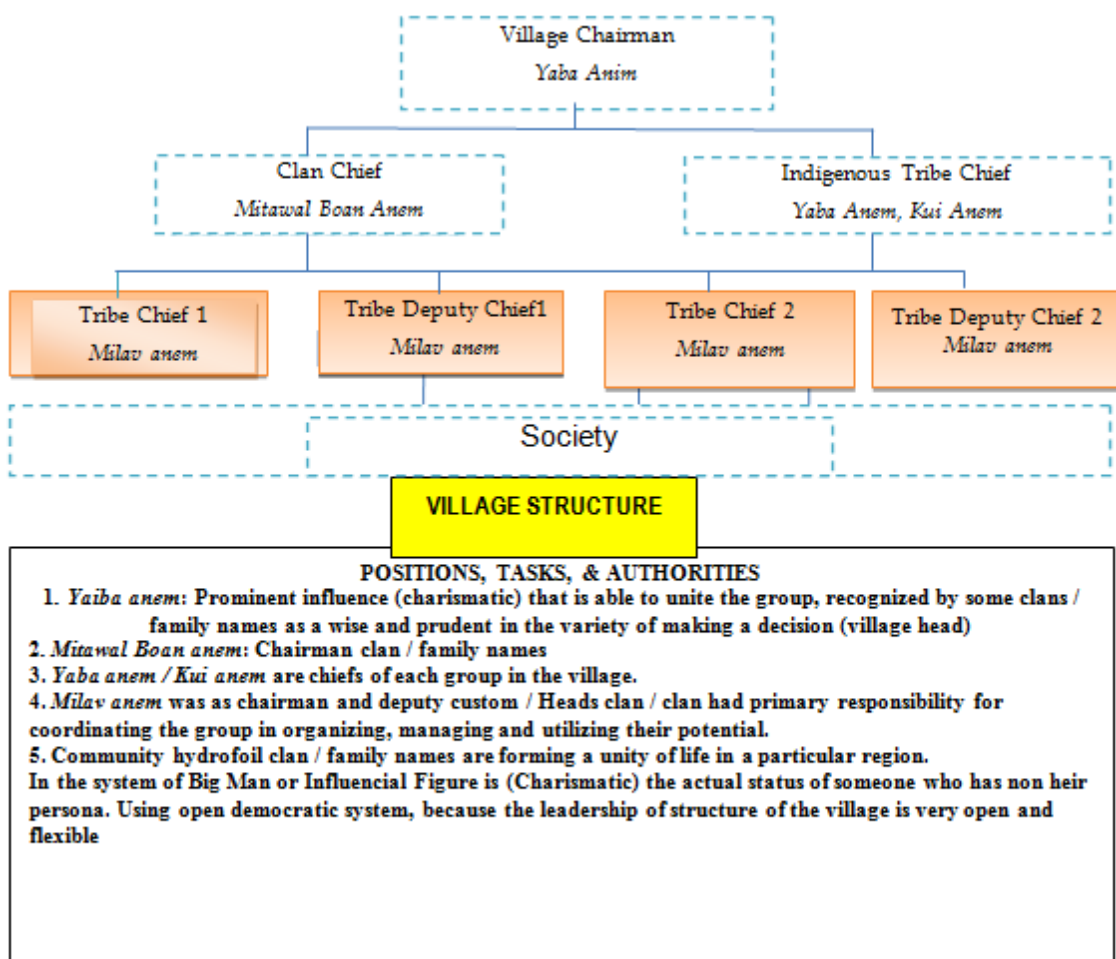 Village Chairman
Yaba Anim
Clan Chief
Mitawal Boan Anem
Indigenous Tribe Chief
Yaba Anem, Kui Anem
Tribe Chief 1
Milav anem
Tribe Deputy Chief1
Milav anem
Tribe Chief 2
Milav anem
Tribe Deputy Chief 2
Milav anem
Society
VILLAGE STRUCTURE
POSITIONS, TASKS, & AUTHORITIES
1. Yaiba anem: Prominent influence (charismatic) that is able to unite the group, recognized by some clans /
family names as a wise and prudent in the variety of making a decision (village head)
2. Mitawal Boan anem: Chairman clan / family names
3. Yaba anem / Kui anem are chiefs of each group in the village.
4. Milav anem was as chairman and deputy custom / Heads clan / clan had primary responsibility for
coordinating the group in organizing, managing and utilizing their potential.
5. Community hydrofoil clan / family names are forming a unity of life in a particular region.
In the system of Big Man or Influencial Figure is (Charismatic) the actual status of someone who has non heir
persona. Using open democratic system, because the leadership of structure of the village is very open and
flexible